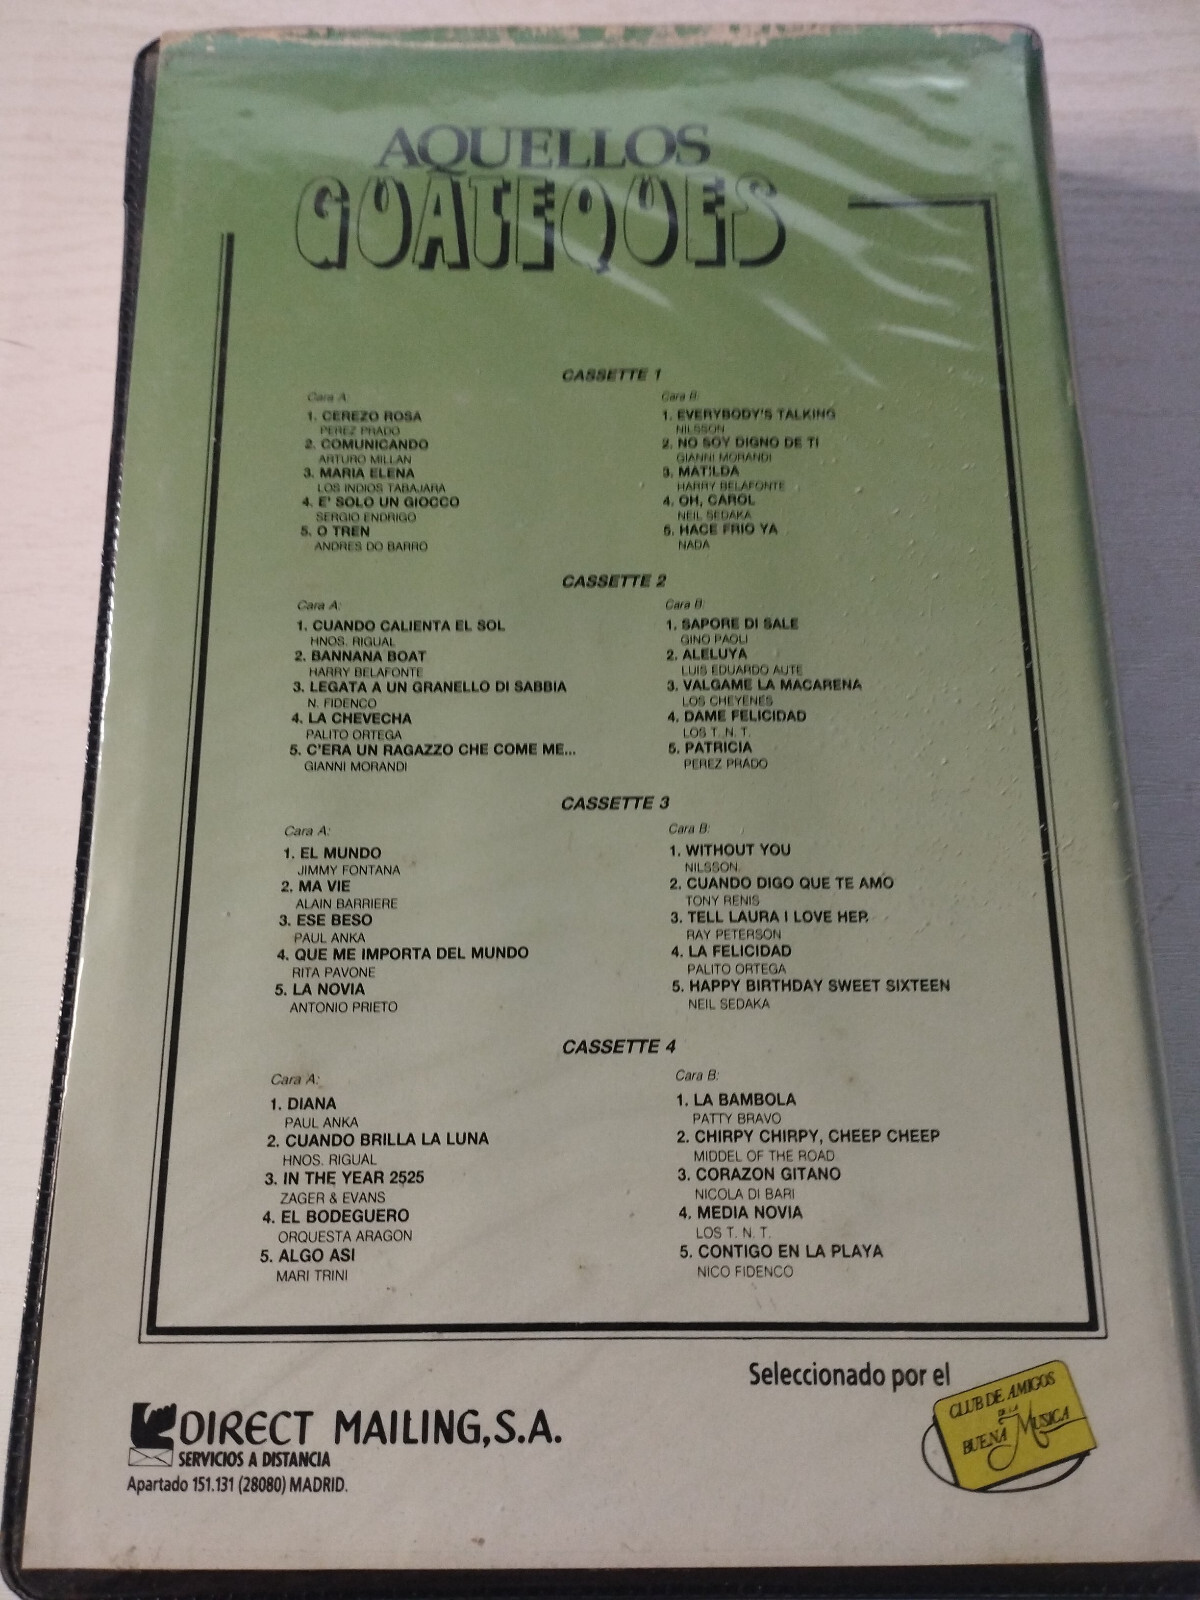 AQUELLOS
GUATEQUES
CASSETTE 1
Cara A:
1. CEREZO ROSA
PEREZ PRADO
2. COMUNICANDO
ARTURO MILLAN
3. MARIA ELENA
LOS INDIOS TABAJARA
4. E' SOLO UN GIOCCO
SERGIO ENDRIGO
5. O TREN
ANDRES DO BARRO
Cara B:
1. EVERYBODY'S TALKING
NILSSON
2. NO SOY DIGNO DE TI
GIANNI MORANDI
3. MATILDA
HARRY BELAFONTE
4. OH, CAROL
NEIL SEDAKA
5. HACE FRIO YA
NADA
CASSETTE 2
Cara A:
1. CUANDO CALIENTA EL SOL
HNOS. RIGUAL
2. BANNANA BOAT
HARRY BELAFONTE
3. LEGATA A UN GRANELLO DI SABBIA
N. FIDENCO
4. LA CHEVECHA
PALITO ORTEGA
5. C'ERA UN RAGAZZO CHE COME ME...
GIANNI MORANDI
Cara B:
1. SAPORE DI SALE
GINO PAOLI
2. ALELUYA
LUIS EDUARDO AUTE
3. VALGAME LA MACARENA
LOS CHEYENES
4. DAME FELICIDAD
LOS T. N. T.
5. PATRICIA
PEREZ PRADO
CASSETTE 3
Cara A:
1. EL MUNDO
JIMMY FONTANA
2. MA VIE
ALAIN BARRIERE
3. ESE BESO
PAUL ANKA
4. QUE ME IMPORTA DEL MUNDO
RITA PAVONE
5. LA NOVIA
ANTONIO PRIETO
Cara B:
1. WITHOUT YOU
NILSSON
2. CUANDO DIGO QUE TE AMO
TONY RENIS
3. TELL LAURA I LOVE HER
RAY PETERSON
4. LA FELICIDAD
PALITO ORTEGA
5. HAPPY BIRTHDAY SWEET SIXTEEN
NEIL SEDAKA
CASSETTE 4
Cara A:
1. DIANA
PAUL ANKA
2. CUANDO BRILLA LA LUNA
HNOS. RIGUAL
3. IN THE YEAR 2525
ZAGER & EVANS
4. EL BODEGUERO
ORQUESTA ARAGON
5. ALGO ASI
MARI TRINI
Cara B:
1. LA BAMBOLA
PATTY BRAVO
2. CHIRPY CHIRPY, CHEEP CHEEP
MIDDEL OF THE ROAD
3. CORAZON GITANO
NICOLA DI BARI
4. MEDIA NOVIA
LOS T. N. T.
5. CONTIGO EN LA PLAYA
NICO FIDENCO
Seleccionado por el
CLUB DE AMIGOS
DE LA
BUENA MUSICA
DIRECT MAILING, S.A.
SERVICIOS A DISTANCIA
Apartado 151.131 (28080) MADRID.